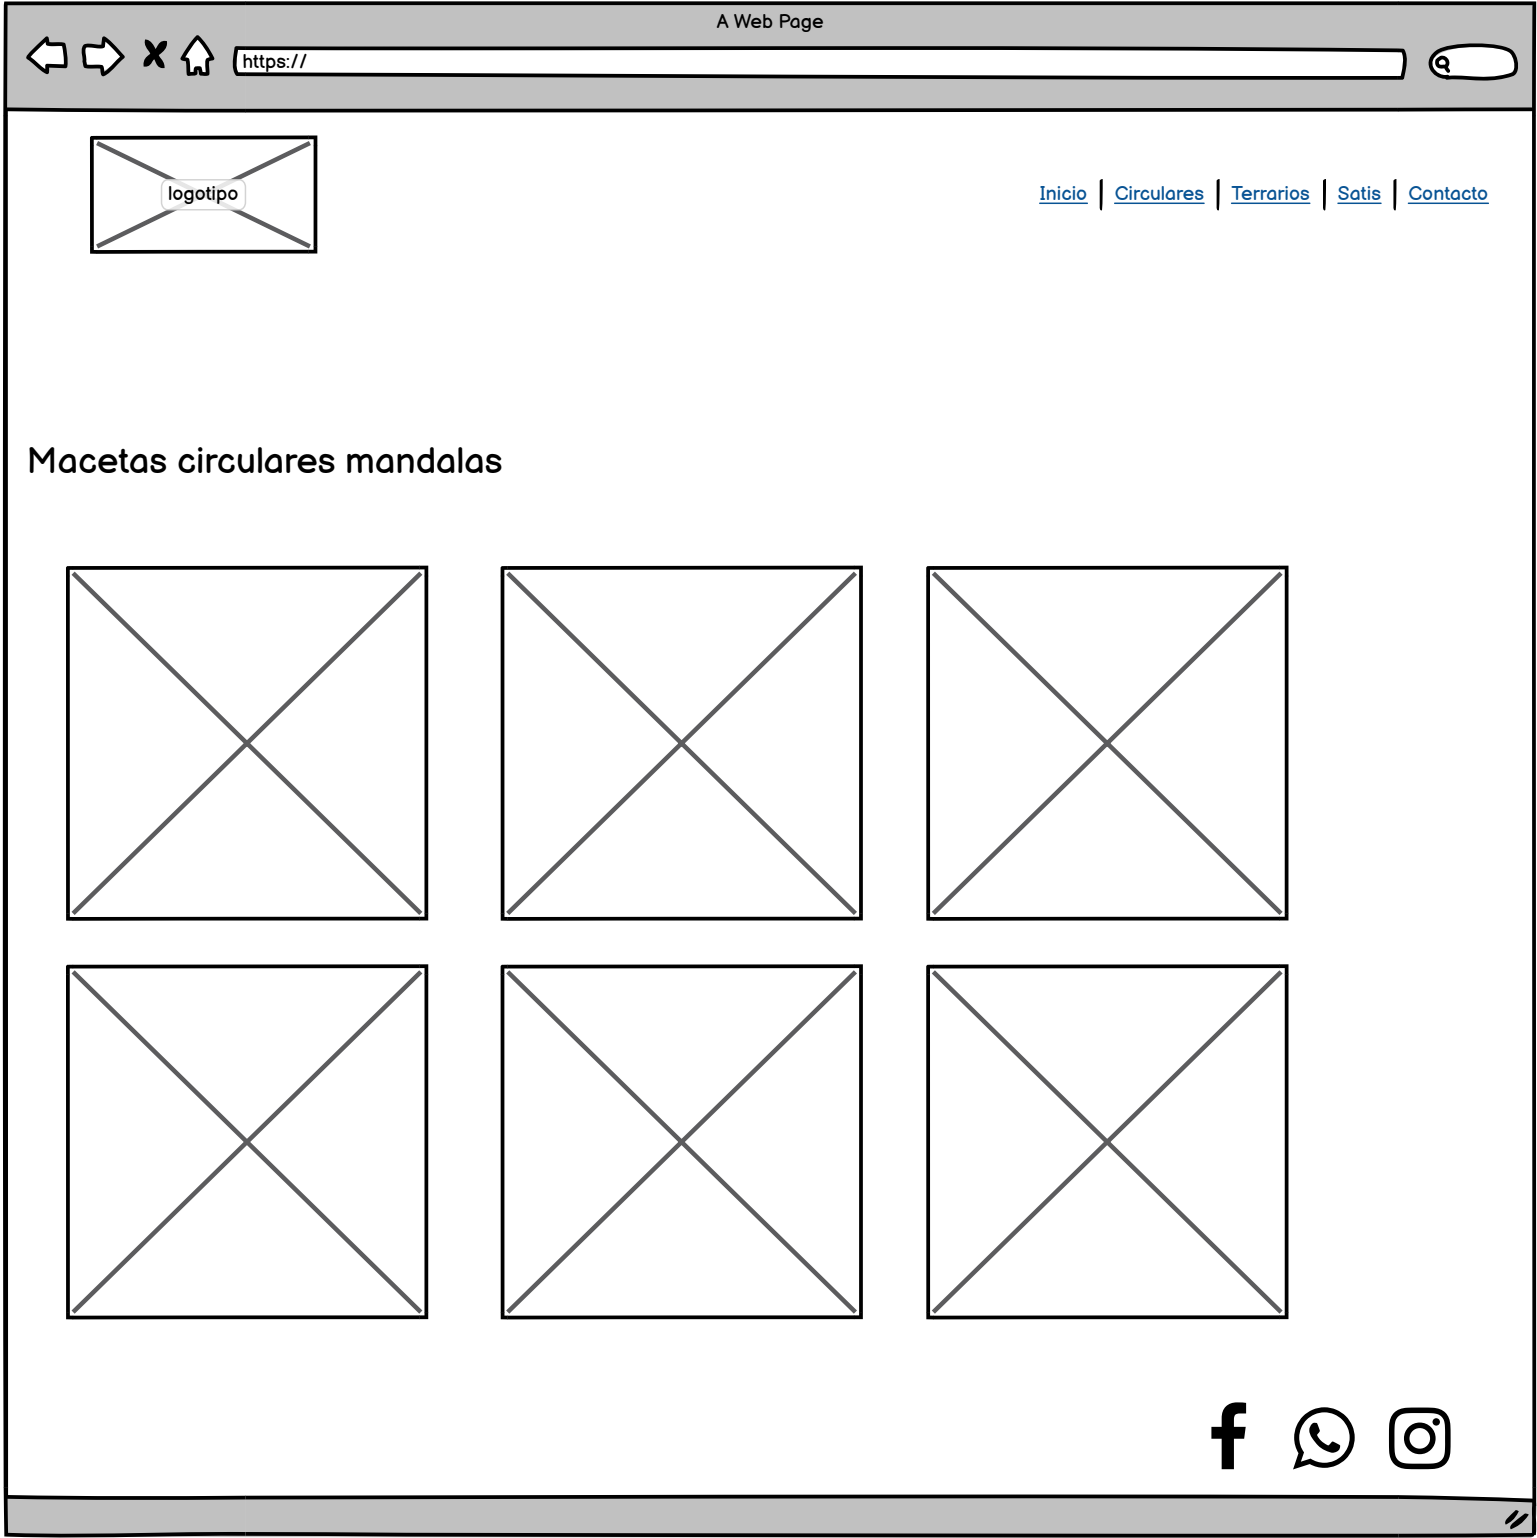 A Web Page
https://
logotipo
Inicio | Circulares | Terrarios | Satis | Contacto
Macetas circulares mandalas